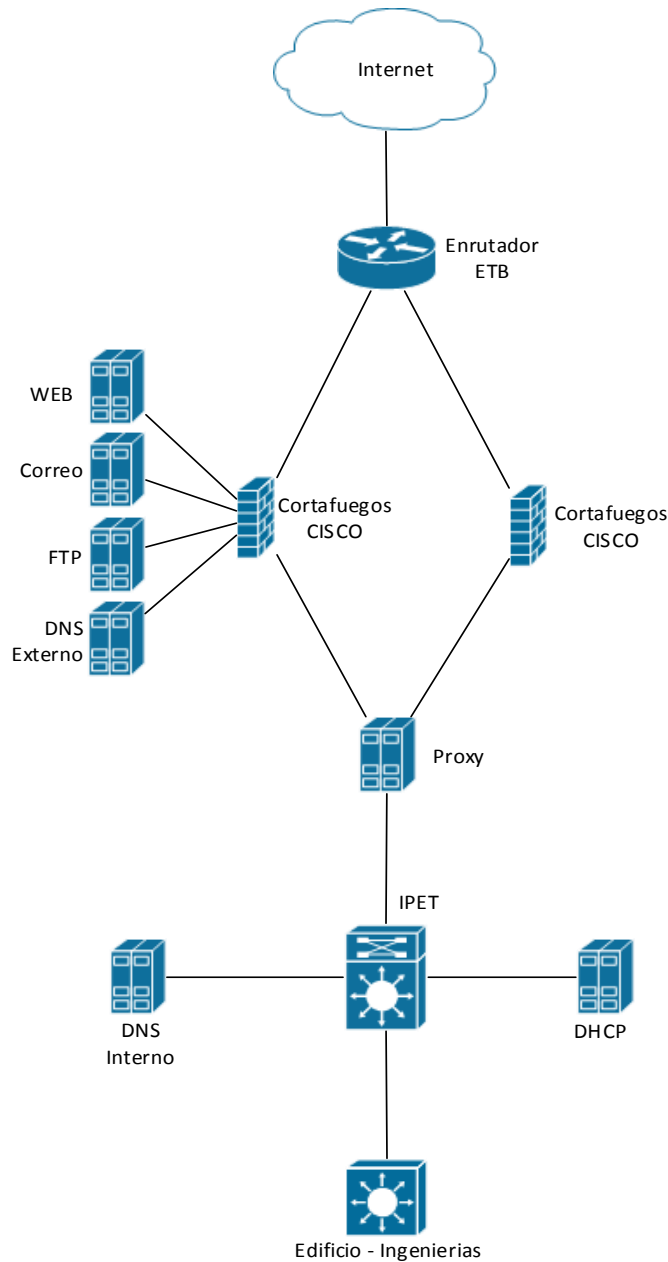 Internet
Enrutador
ETB
WEB
Correo
FTP
DNS
Externo
Cortafuegos
CISCO
Cortafuegos
CISCO
Proxy
IPET
DNS
Interno
DHCP
Edificio - Ingenierias